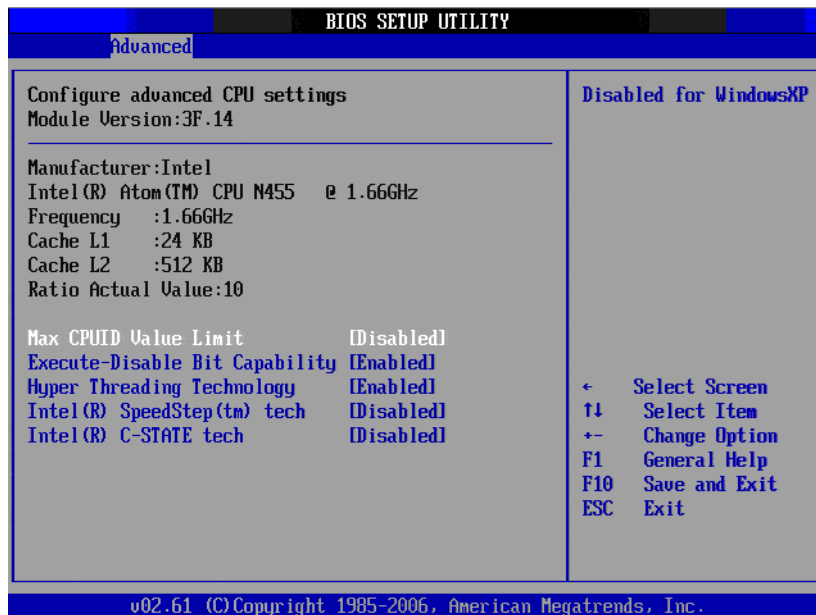 BIOS SETUP UTILITY
Advanced
Configure advanced CPU settings
Module Version:3F.14
Manufacturer:Intel
Intel(R) Atom(TM) CPU N455 @ 1.66GHz
Frequency :1.66GHz
Cache L1 :24 KB
Cache L2 :512 KB
Ratio Actual Value:10
Max CPUID Value Limit [Disabled]
Execute-Disable Bit Capability [Enabled]
Hyper Threading Technology [Enabled]
Intel(R) SpeedStep(tm) tech [Disabled]
Intel(R) C-STATE tech [Disabled]
Disabled for WindowsXP
← Select Screen
↑↓ Select Item
+- Change Option
F1 General Help
F10 Save and Exit
ESC Exit
v02.61 (C)Copyright 1985-2006, American Megatrends, Inc.